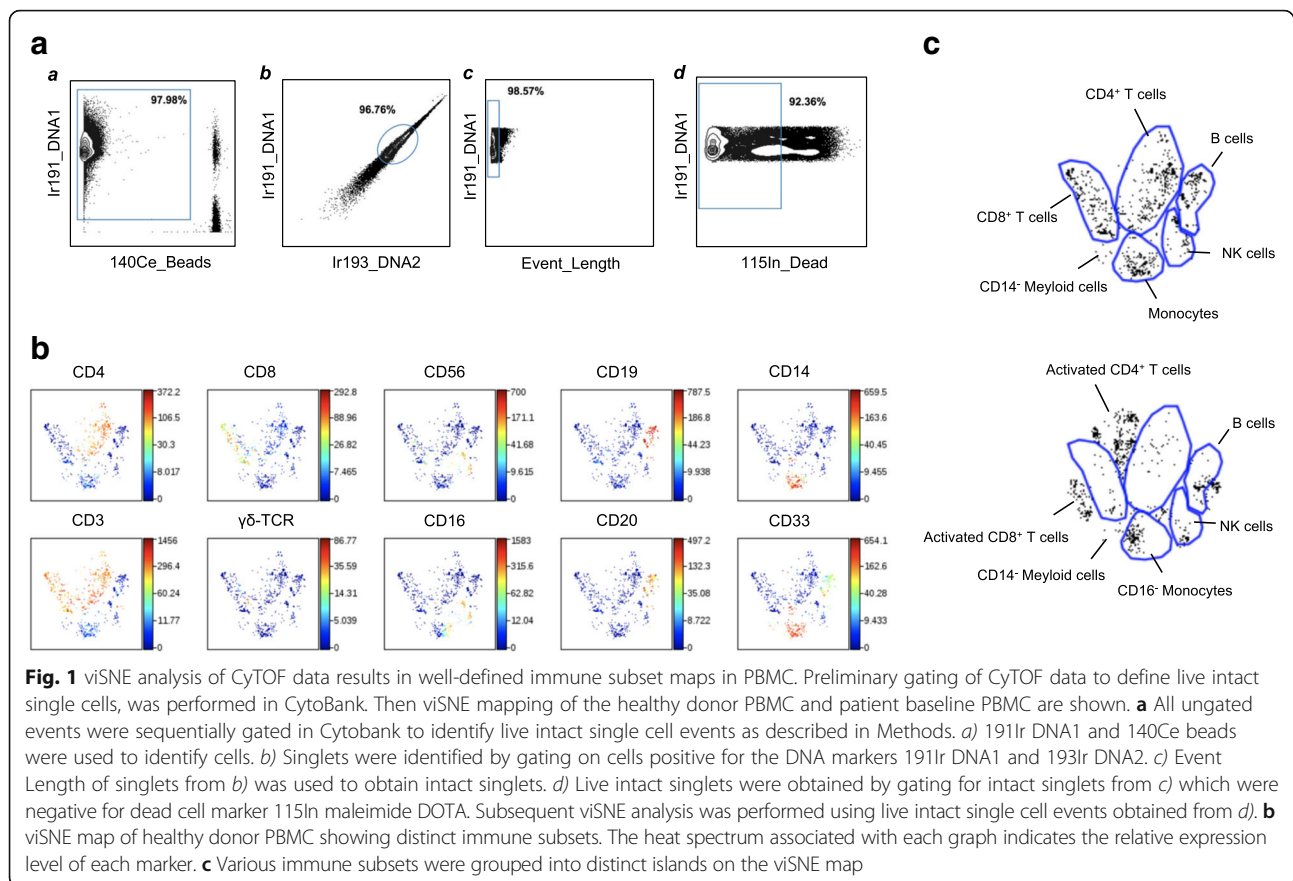 a
a
97.98%
Ir191_DNA1
140Ce_Beads
b
96.76%
Ir191_DNA1
Ir193_DNA2
c
98.57%
Ir191_DNA1
Event_Length
d
92.36%
Ir191_DNA1
115In_Dead
b
CD4
372.2
106.5
30.3
8.017
0
CD8
292.8
88.96
26.82
7.465
0
CD56
700
171.1
41.68
9.615
0
CD19
787.5
186.8
44.23
9.938
0
CD14
659.5
163.6
40.45
9.455
0
CD3
1456
296.4
60.24
11.77
0
γδ-TCR
86.77
35.59
14.31
5.039
0
CD16
1583
315.6
62.82
12.04
0
CD20
497.2
132.3
35.08
8.722
0
CD33
654.1
162.6
40.28
9.433
0
c
CD4+ T cells
B cells
CD8+ T cells
NK cells
CD14- Meyloid cells
Monocytes
Activated CD4+ T cells
B cells
NK cells
Activated CD8+ T cells
CD14- Meyloid cells
CD16- Monocytes
Fig. 1 viSNE analysis of CyTOF data results in well-defined immune subset maps in PBMC. Preliminary gating of CyTOF data to define live intact
single cells, was performed in CytoBank. Then viSNE mapping of the healthy donor PBMC and patient baseline PBMC are shown. a All ungated
events were sequentially gated in Cytobank to identify live intact single cell events as described in Methods. a) 191Ir DNA1 and 140Ce beads
were used to identify cells. b) Singlets were identified by gating on cells positive for the DNA markers 191Ir DNA1 and 193Ir DNA2. c) Event
Length of singlets from b) was used to obtain intact singlets. d) Live intact singlets were obtained by gating for intact singlets from c) which were
negative for dead cell marker 115In maleimide DOTA. Subsequent viSNE analysis was performed using live intact single cell events obtained from d). b
viSNE map of healthy donor PBMC showing distinct immune subsets. The heat spectrum associated with each graph indicates the relative expression
level of each marker. c Various immune subsets were grouped into distinct islands on the viSNE map